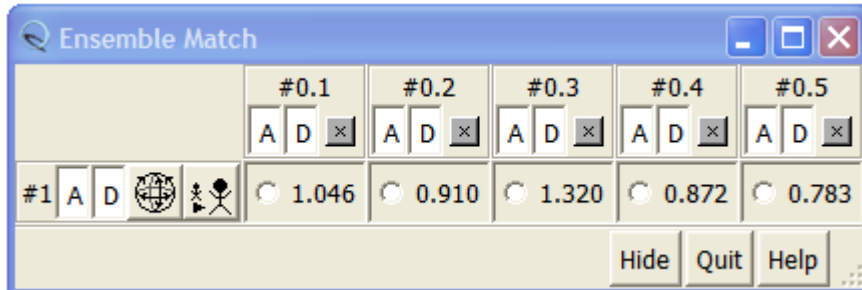 Ensemble Match
#0.1 #0.2 #0.3 #0.4 #0.5
A D A D A D A D A D
#1 A D 1.046 0.910 1.320 0.872 0.783
Hide Quit Help